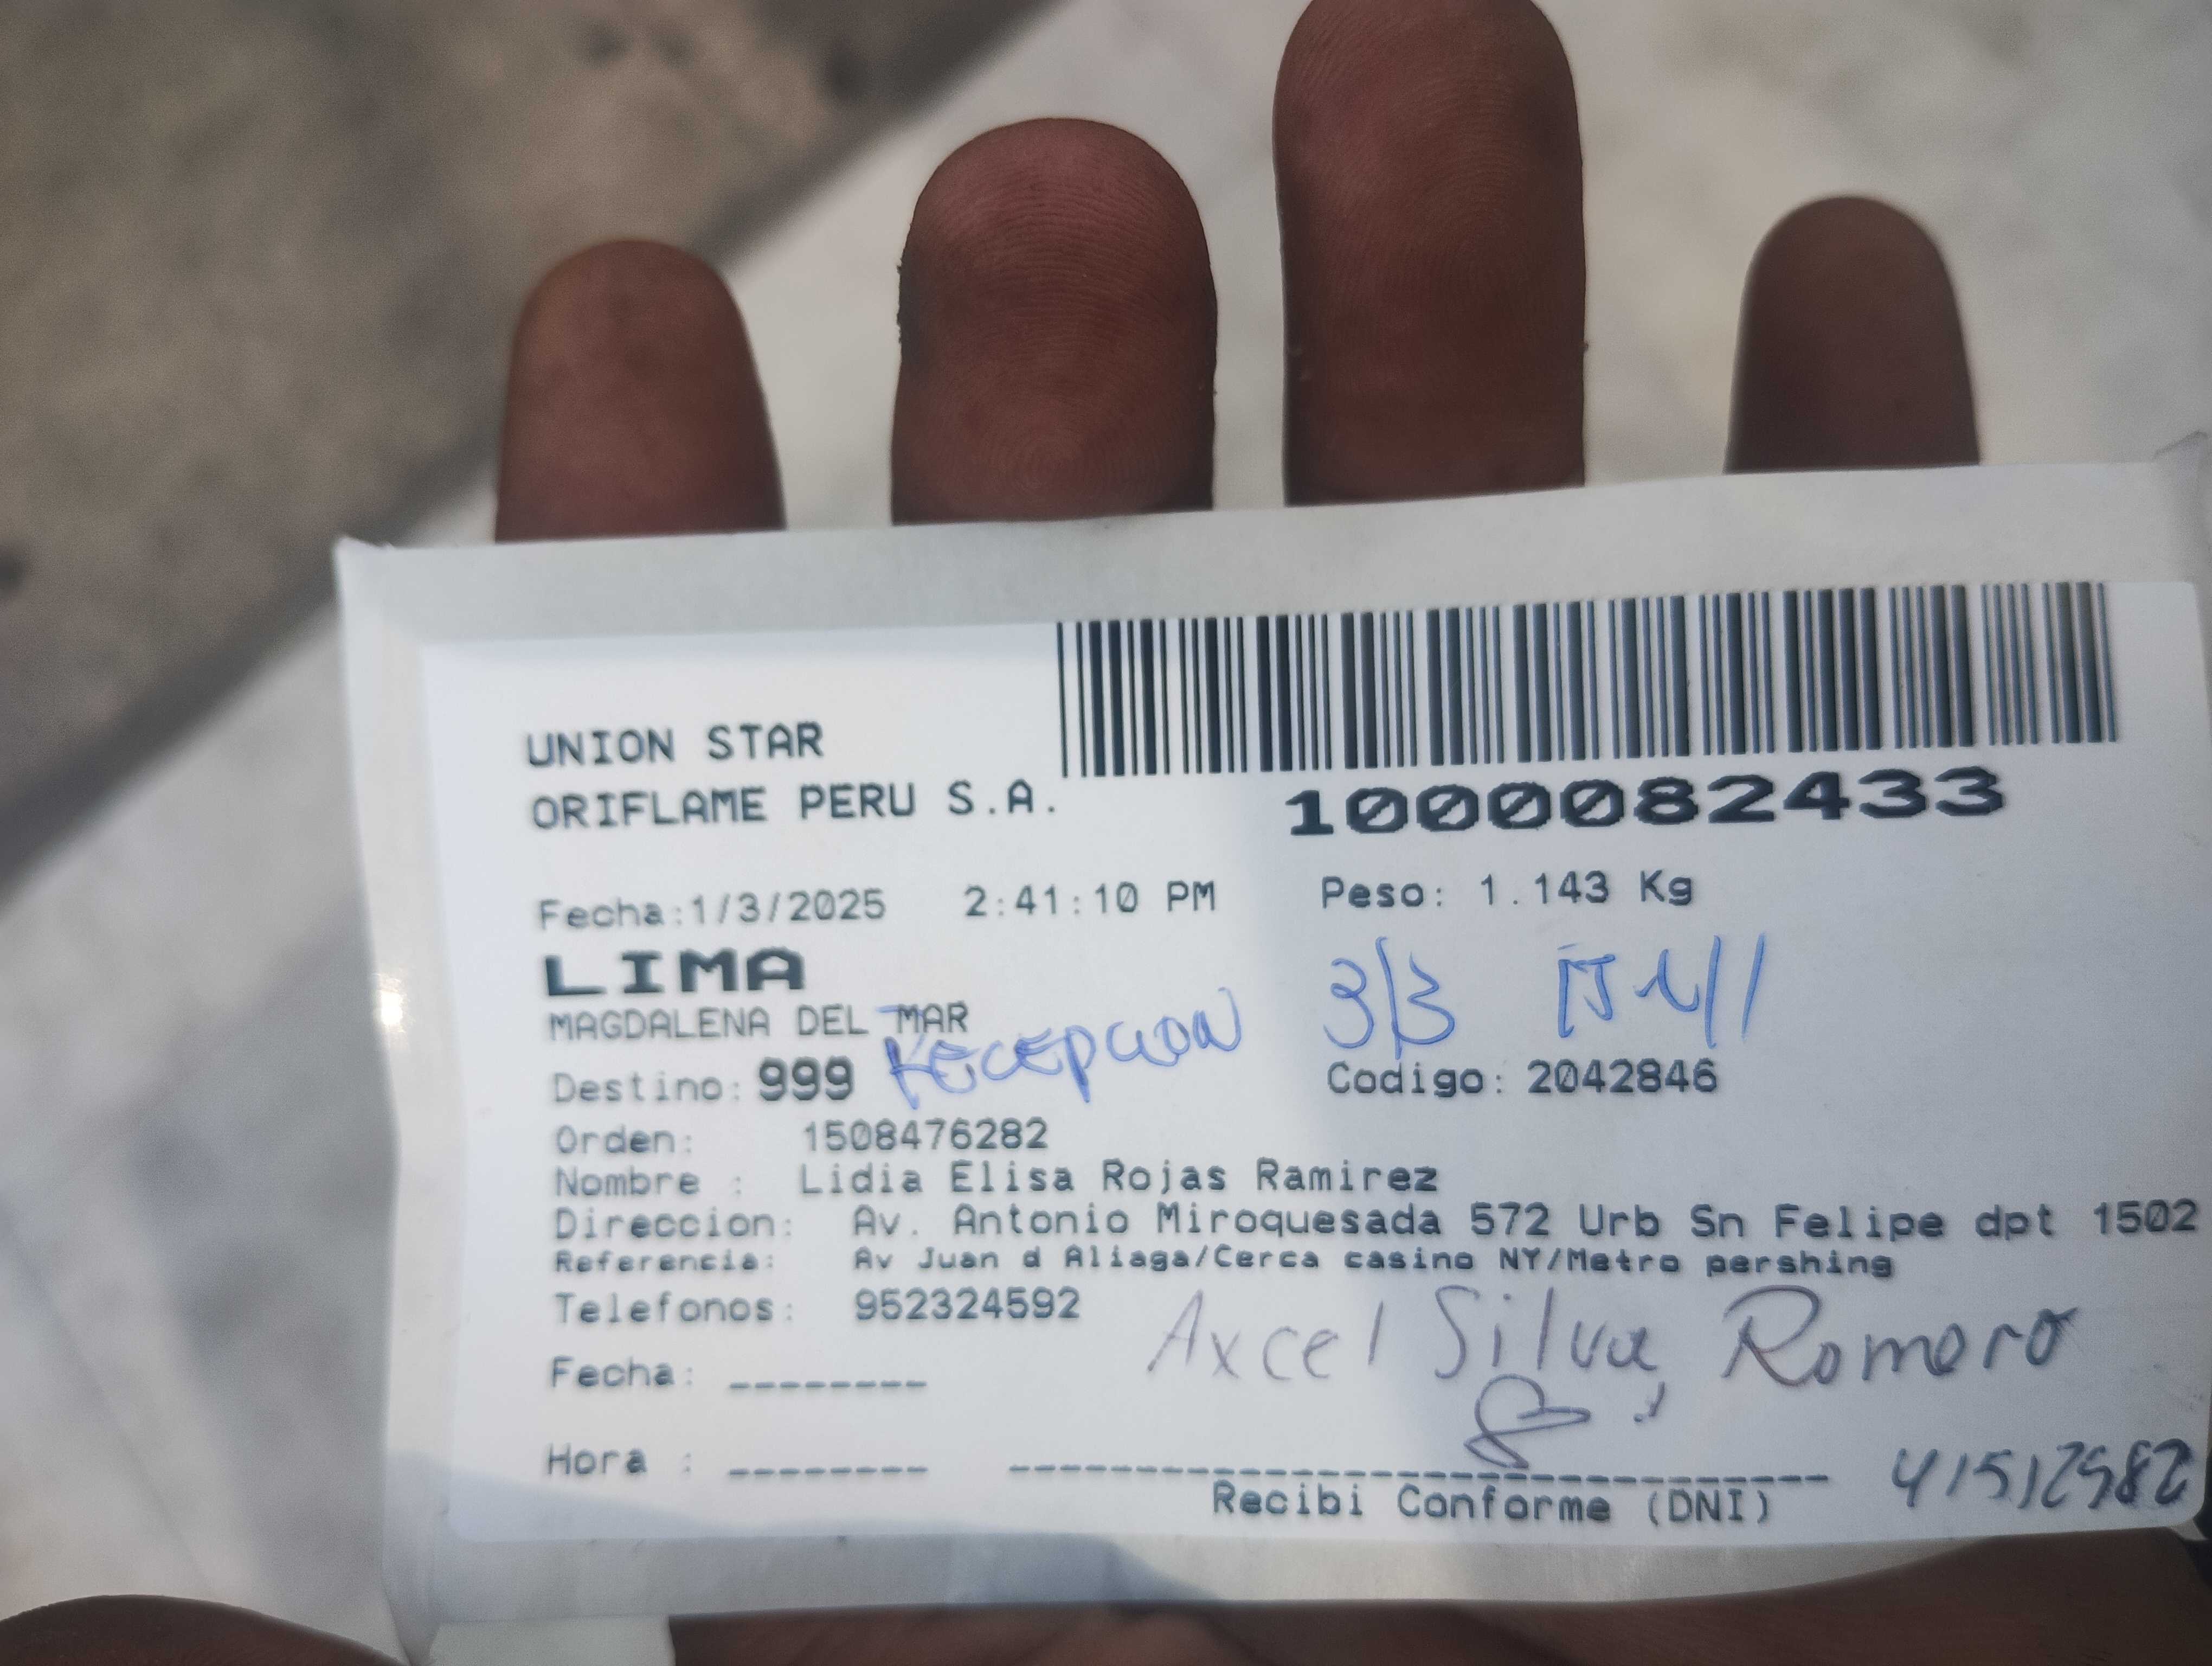 UNION STAR
ORIFLAME PERU S.A.
1000082433
Fecha:1/3/2025 2:41:10 PM Peso: 1.143 Kg
LIMA
3/3
MAGDALENA DEL MAR
RECEPCION
Destino: 999 Codigo: 2042846
Orden: 1508476282
Nombre : Lidia Elisa Rojas Ramirez
Direccion: Av. Antonio Miroquesada 572 Urb Sn Felipe dpt 1502
Referencia: Av Juan d Aliaga/Cerca casino NY/Metro pershing
Telefonos: 952324592
Axcel Silva Romero
Fecha: --------
Hora : --------
Recibi Conforme (DNI)